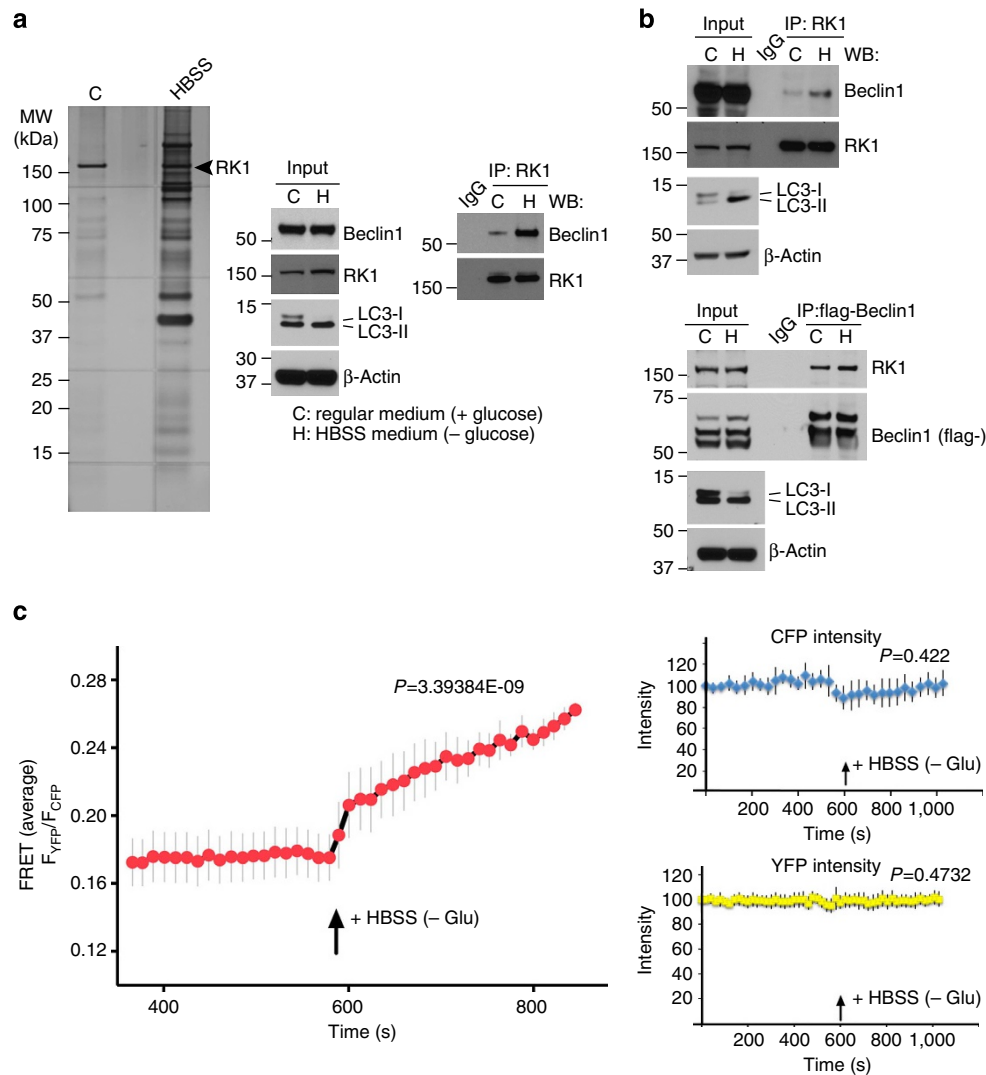 a
C
HBSS
MW
(kDa)
150
100
75
50
37
25
20
15
RK1
Input
C H
50
Beclin1
150
RK1
15
LC3-I
LC3-II
30
37
β-Actin
IP: RK1
IgG C H WB:
50
Beclin1
150
RK1
C: regular medium (+ glucose)
H: HBSS medium (– glucose)
b
Input IgG IP: RK1
C H C H WB:
50
Beclin1
150
RK1
15
LC3-I
LC3-II
50
37
β-Actin
Input IgG IP:flag-Beclin1
C H C H
150
RK1
75
50
Beclin1 (flag-)
15
LC3-I
LC3-II
50
37
β-Actin
c
FRET (average)
FYFP/FCFP
0.28
0.24
0.20
0.16
0.12
P=3.39384E-09
+ HBSS (– Glu)
400 600 800
Time (s)
CFP intensity
P=0.422
Intensity
120
100
80
60
40
20
+ HBSS (– Glu)
200 400 600 800 1,000
Time (s)
YFP intensity
P=0.4732
Intensity
120
100
80
60
40
20
+ HBSS (– Glu)
200 400 600 800 1,000
Time (s)